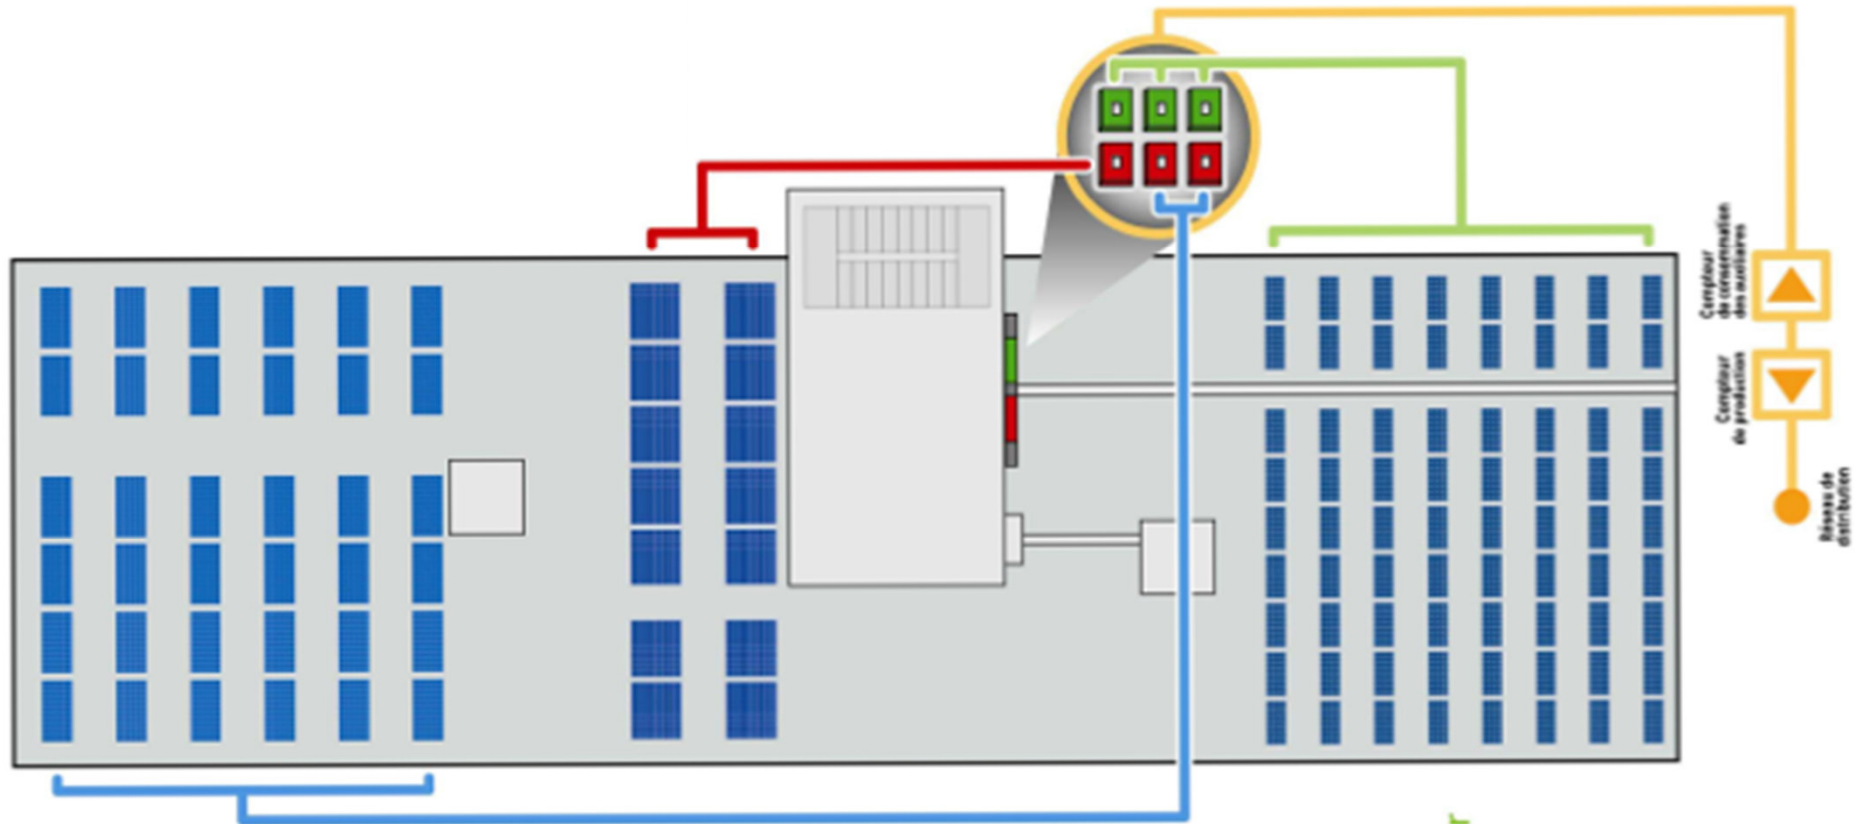 Compteur
de consommation
des auxiliaires
Compteur
de production
Réseau de
distribution